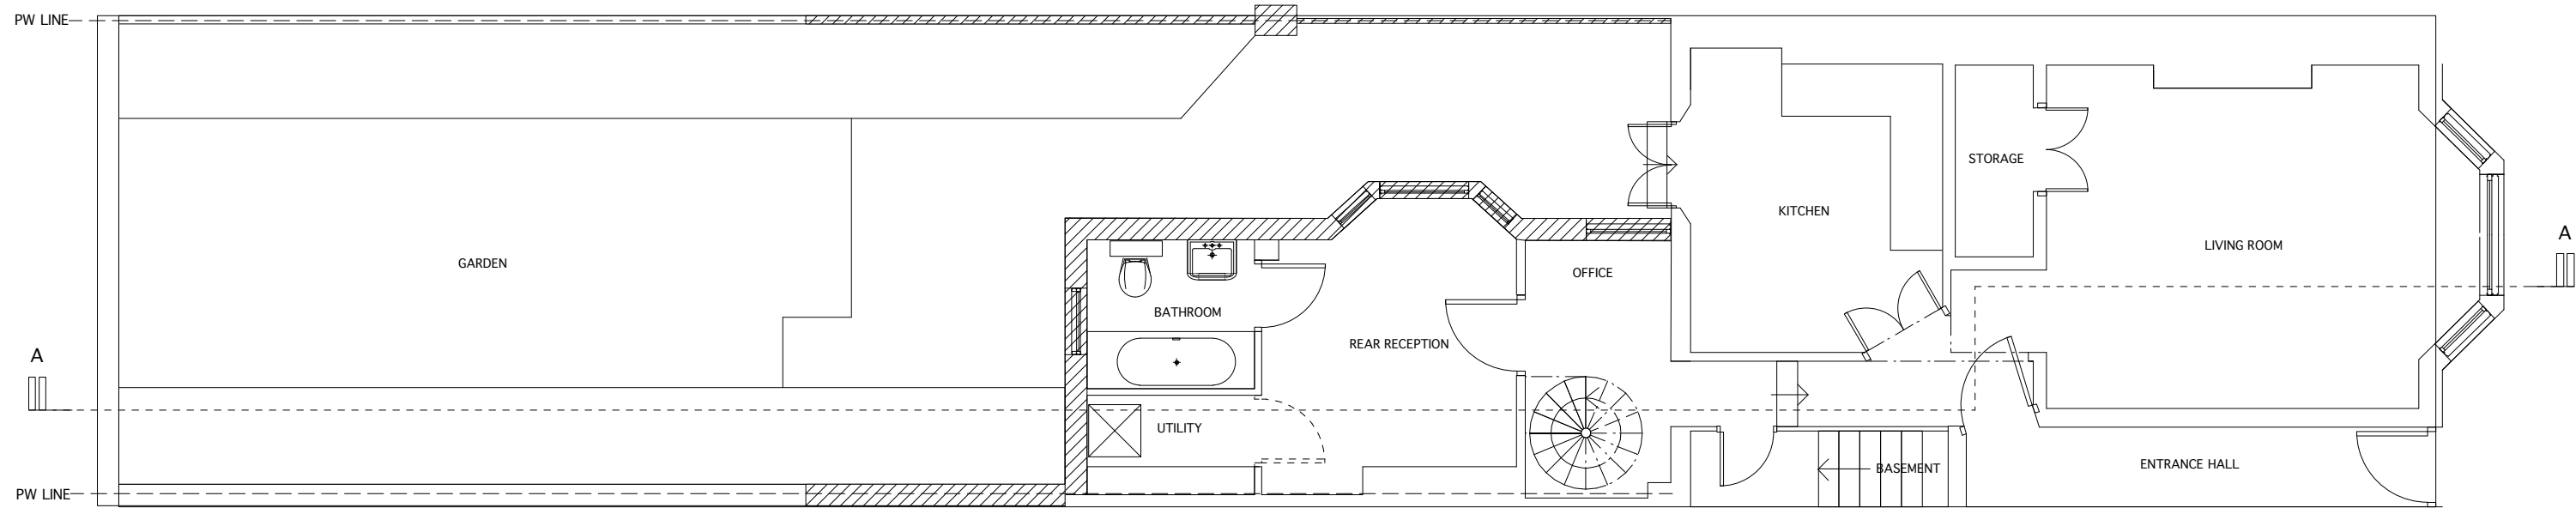 PW LINE
STORAGE
KITCHEN
LIVING ROOM
A
GARDEN
OFFICE
BATHROOM
REAR RECEPTION
A
UTILITY
BASEMENT
ENTRANCE HALL
PW LINE